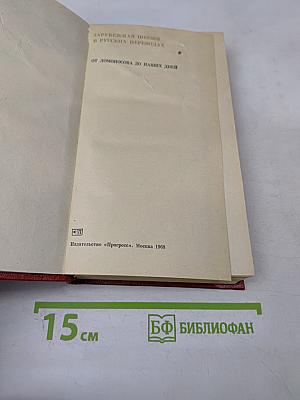 ЗАРУБЕЖНАЯ ПОЭЗИЯ
В РУССКИХ ПЕРЕВОДАХ
ОТ ЛОМОНОСОВА ДО НАШИХ ДНЕЙ
Издательство «Прогресс». Москва 1968
15 см
БФ БИБЛИОФАН